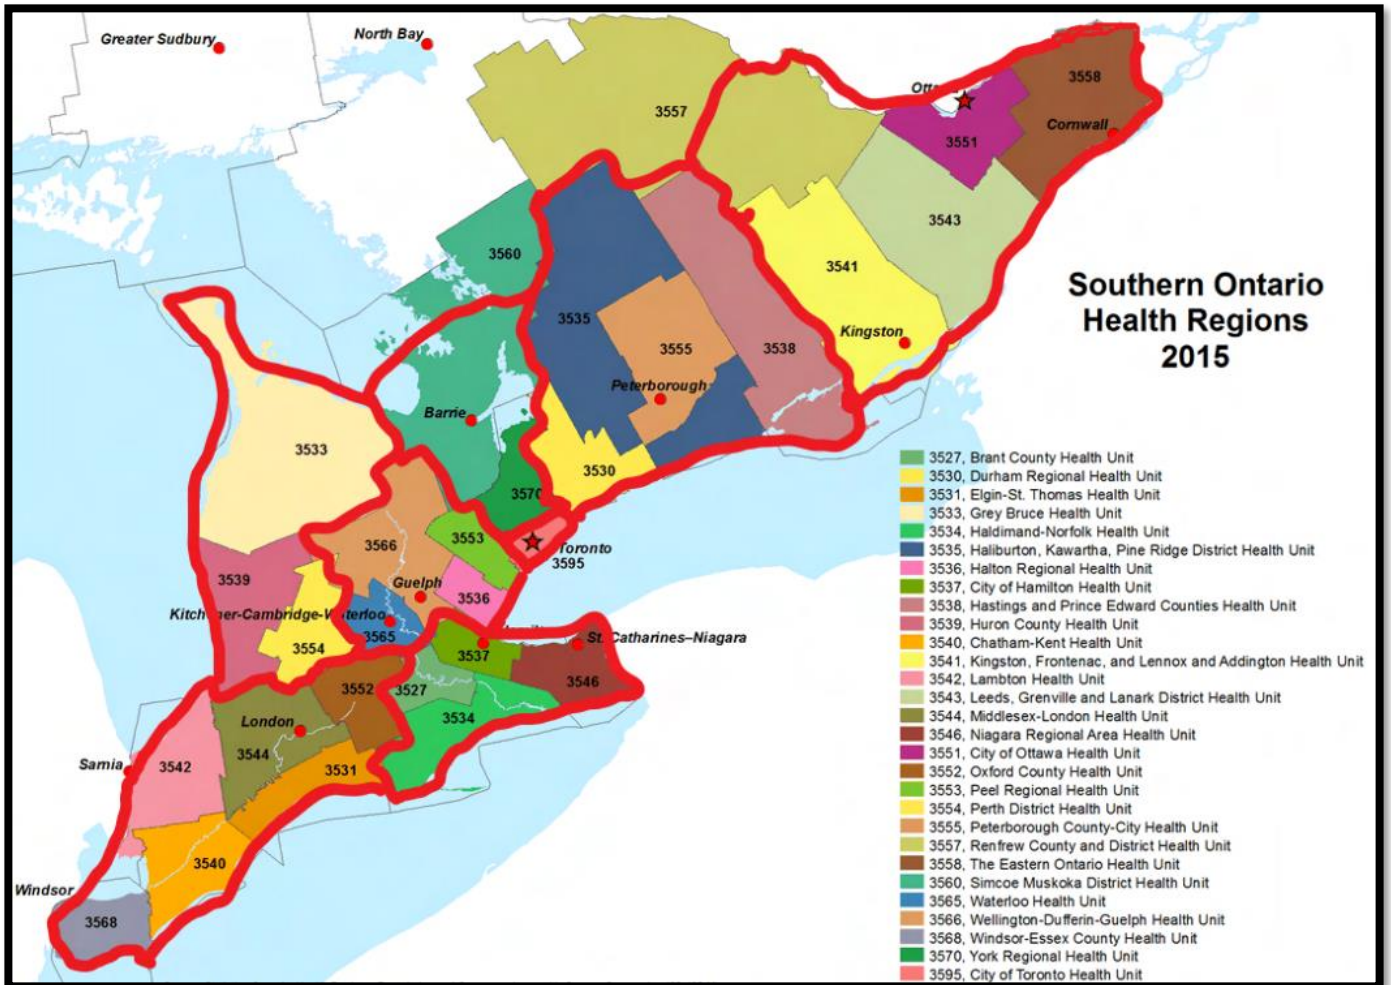 Greater Sudbury
North Bay
3557
3558
Cornwall
3551
3543
3560
3541
Southern Ontario
Health Regions
2015
3535
3555
3538
Kingston
Peterborough
Barrie
3533
3530
3570
3553
3566
Toronto
3595
3539
Guelph
3536
3565
3554
3537
St. Catharines–Niagara
3546
3552
3527
3534
London
3544
3531
Sarnia
3542
3540
Windsor
3568
3527, Brant County Health Unit
3530, Durham Regional Health Unit
3531, Elgin-St. Thomas Health Unit
3533, Grey Bruce Health Unit
3534, Haldimand-Norfolk Health Unit
3535, Haliburton, Kawartha, Pine Ridge District Health Unit
3536, Halton Regional Health Unit
3537, City of Hamilton Health Unit
3538, Hastings and Prince Edward Counties Health Unit
3539, Huron County Health Unit
3540, Chatham-Kent Health Unit
3541, Kingston, Frontenac, and Lennox and Addington Health Unit
3542, Lambton Health Unit
3543, Leeds, Grenville and Lanark District Health Unit
3544, Middlesex-London Health Unit
3546, Niagara Regional Area Health Unit
3551, City of Ottawa Health Unit
3552, Oxford County Health Unit
3553, Peel Regional Health Unit
3554, Perth District Health Unit
3555, Peterborough County-City Health Unit
3557, Renfrew County and District Health Unit
3558, The Eastern Ontario Health Unit
3560, Simcoe Muskoka District Health Unit
3565, Waterloo Health Unit
3566, Wellington-Dufferin-Guelph Health Unit
3568, Windsor-Essex County Health Unit
3570, York Regional Health Unit
3595, City of Toronto Health Unit